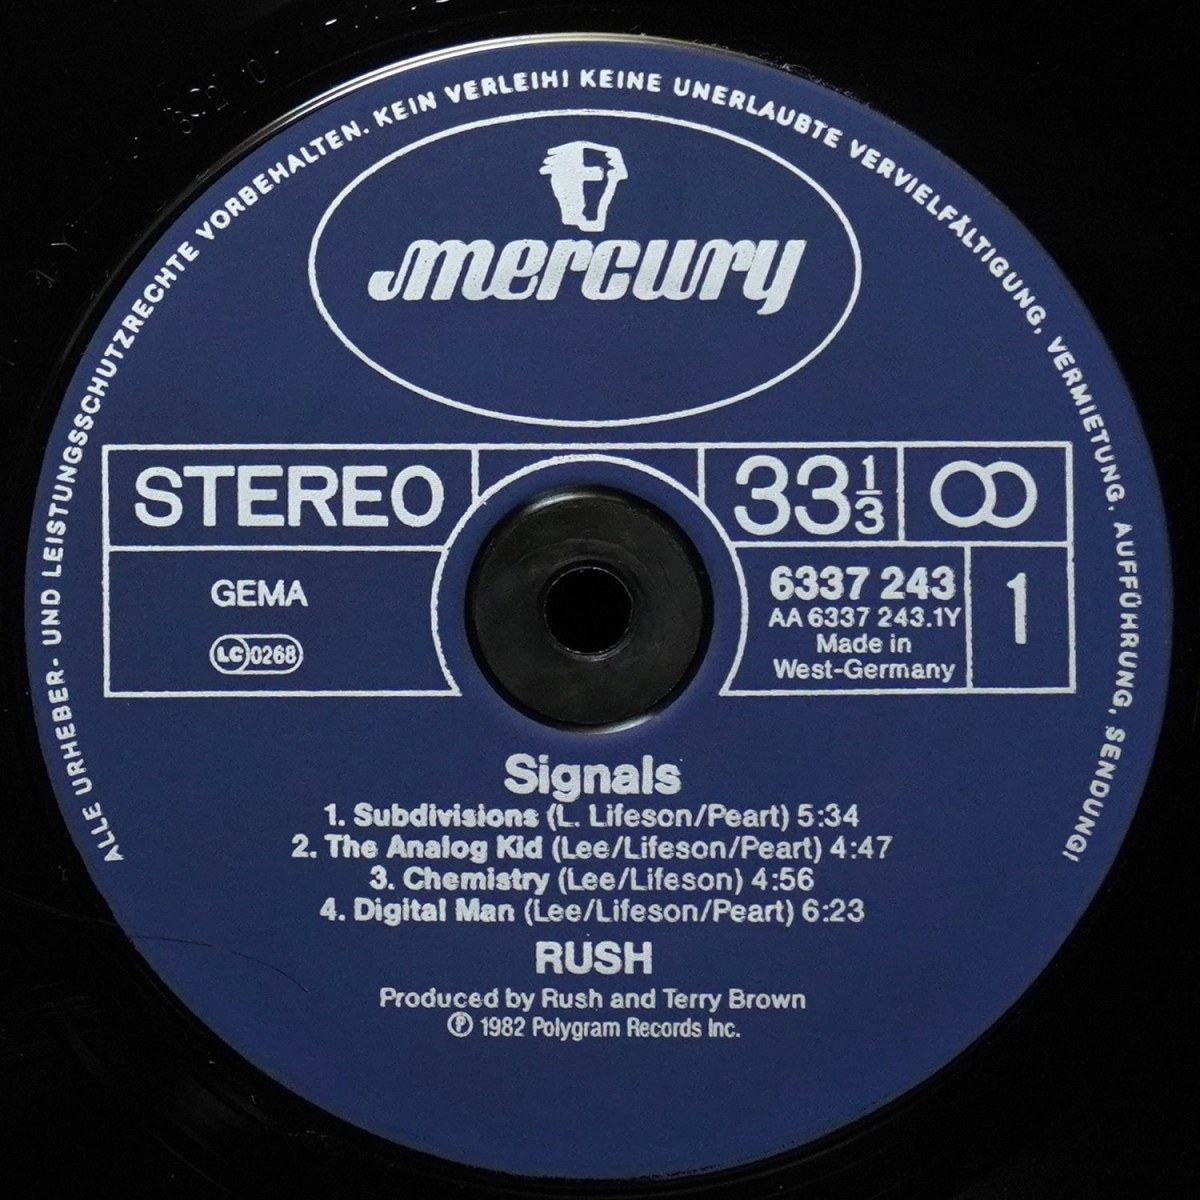 ALLE URHEBER- UND LEISTUNGSSCHUTZRECHTE VORBEHALTEN. KEIN VERLEIH! KEINE UNERLAUBTE VERVIELFÄLTIGUNG, VERMIETUNG, AUFFÜHRUNG, SENDUNG!
mercury
STEREO
33 1/3
GEMA
LC 0268
6337 243
AA 6337 243.1Y
Made in
West-Germany
1
Signals
1. Subdivisions (L. Lifeson/Peart) 5:34
2. The Analog Kid (Lee/Lifeson/Peart) 4:47
3. Chemistry (Lee/Lifeson) 4:56
4. Digital Man (Lee/Lifeson/Peart) 6:23
RUSH
Produced by Rush and Terry Brown
℗ 1982 Polygram Records Inc.